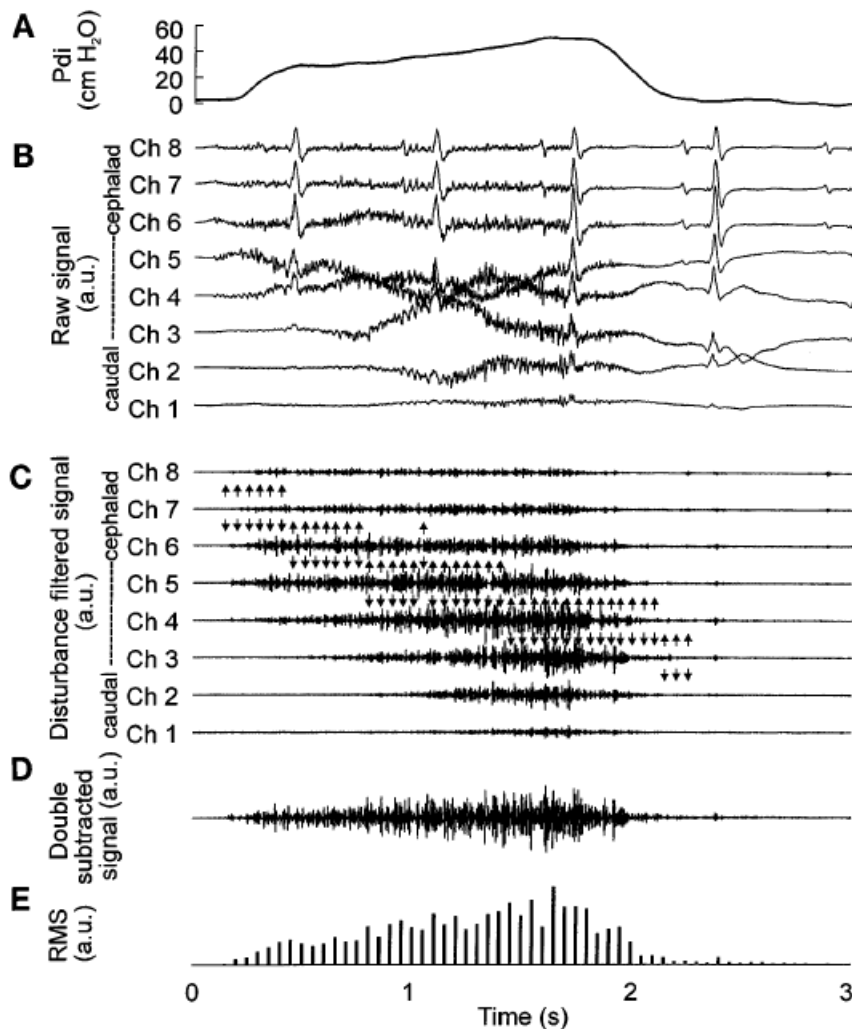 A
Pdi
(cm H2O)
60
40
20
0
B
Raw signal
(a.u.)
caudal ------------cephalad
Ch 8
Ch 7
Ch 6
Ch 5
Ch 4
Ch 3
Ch 2
Ch 1
C
Disturbance filtered signal
(a.u.)
caudal ------------cephalad
Ch 8
Ch 7
Ch 6
Ch 5
Ch 4
Ch 3
Ch 2
Ch 1
D
Double
subtracted
signal (a.u.)
E
RMS
(a.u.)
0 1 2 3
Time (s)